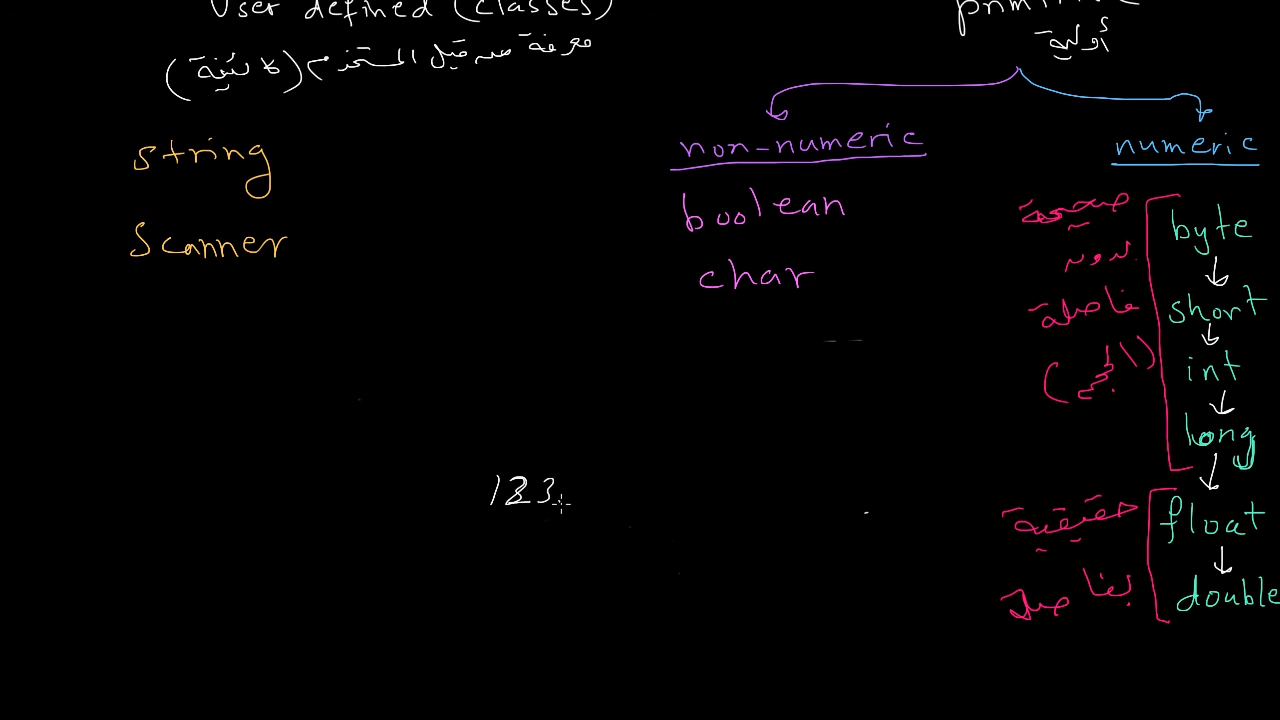 User defined (classes)
معرفة من قبل المستخدم (كائنية)
string
Scanner
primitive
أولية
non-numeric
boolean
char
numeric
byte
short
int
long
float
double
صحيحة
بدون
فاصلة
(الحجم)
حقيقية
بفاصلة
123